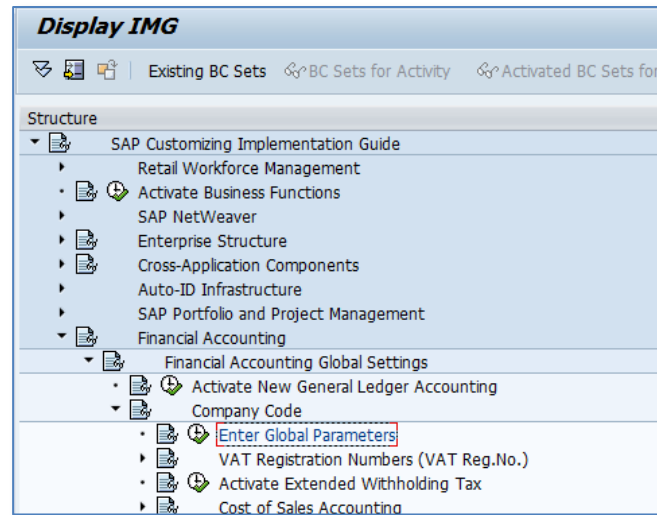 Display IMG
Existing BC Sets BC Sets for Activity Activated BC Sets for
Structure
SAP Customizing Implementation Guide
Retail Workforce Management
Activate Business Functions
SAP NetWeaver
Enterprise Structure
Cross-Application Components
Auto-ID Infrastructure
SAP Portfolio and Project Management
Financial Accounting
Financial Accounting Global Settings
Activate New General Ledger Accounting
Company Code
Enter Global Parameters
VAT Registration Numbers (VAT Reg.No.)
Activate Extended Withholding Tax
Cost of Sales Accounting